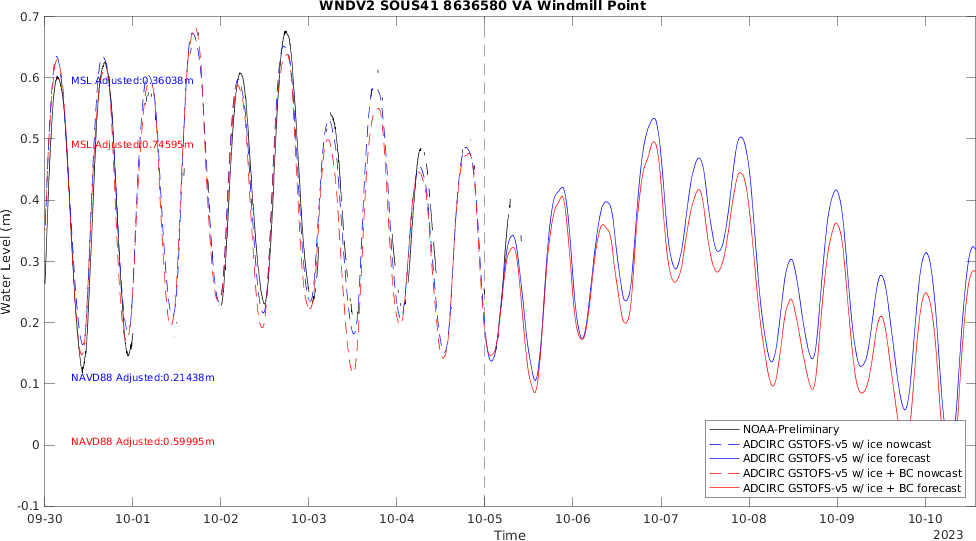 WNDV2 SOUS41 8636580 VA Windmill Point
Water Level (m)
0.7
0.6
0.5
0.4
0.3
0.2
0.1
0
-0.1
MSL Adjusted:0.36038m
MSL Adjusted:0.74595m
NAVD88 Adjusted:0.21438m
NAVD88 Adjusted:0.59995m
NOAA-Preliminary
ADCIRC GSTOFS-v5 w/ ice nowcast
ADCIRC GSTOFS-v5 w/ ice forecast
ADCIRC GSTOFS-v5 w/ ice + BC nowcast
ADCIRC GSTOFS-v5 w/ ice + BC forecast
09-30 10-01 10-02 10-03 10-04 10-05 10-06 10-07 10-08 10-09 10-10
Time
2023